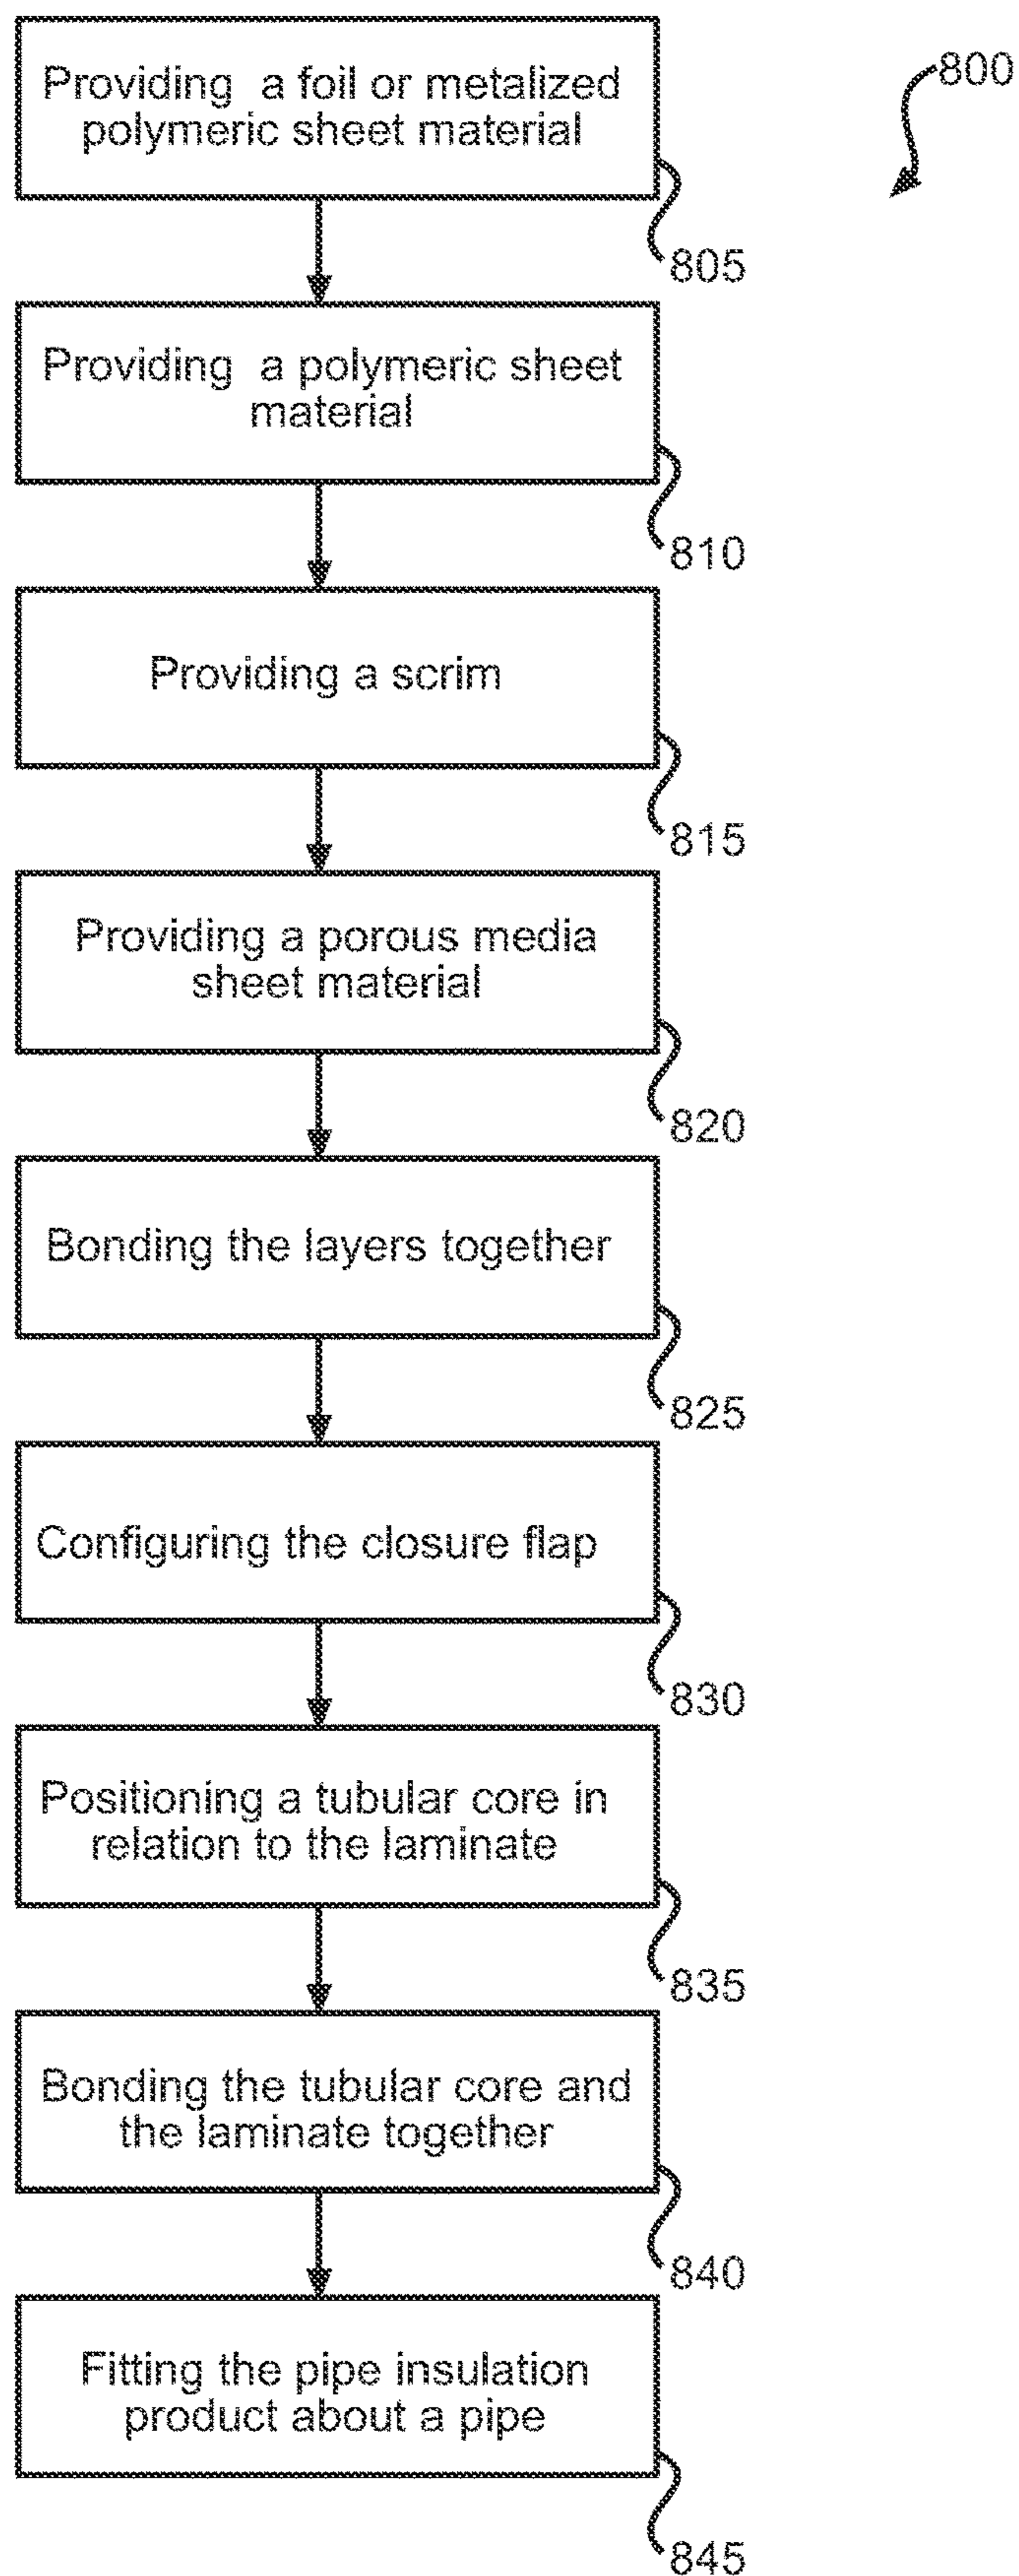 Providing a foil or metalized
polymeric sheet material
800
805
Providing a polymeric sheet
material
810
Providing a scrim
815
Providing a porous media
sheet material
820
Bonding the layers together
825
Configuring the closure flap
830
Positioning a tubular core in
relation to the laminate
835
Bonding the tubular core and
the laminate together
840
Fitting the pipe insulation
product about a pipe
845